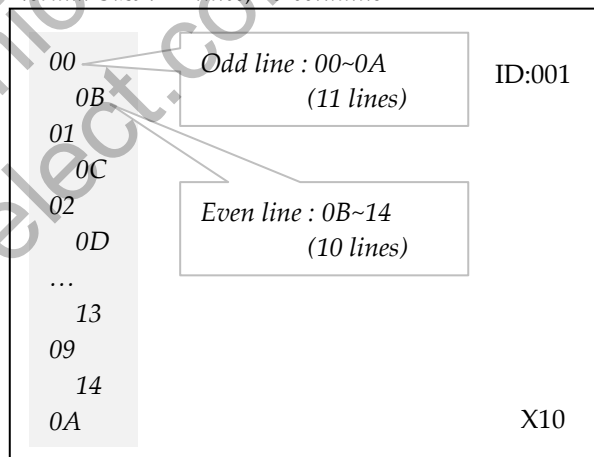 00
0B
01
0C
02
0D
…
13
09
14
0A
Odd line : 00~0A
(11 lines)
Even line : 0B~14
(10 lines)
ID:001
X10